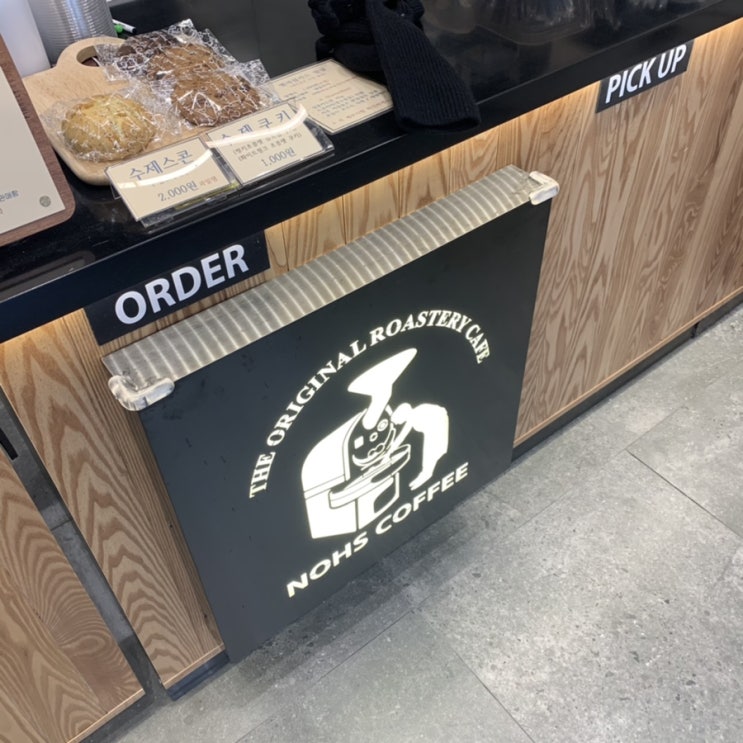 PICK UP
수제쿠키
1,000원
수제스콘
2,000원
ORDER
THE ORIGINAL ROASTERY CAFE
NOHS COFFEE